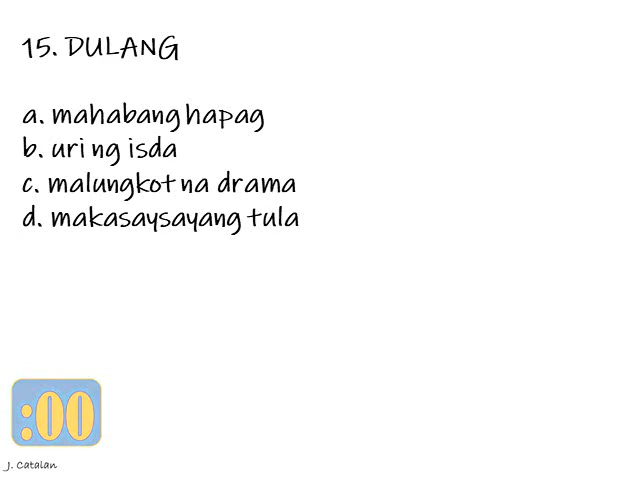 15. DULANG
a. mahabang hapag
b. uri ng isda
c. malungkot na drama
d. makasaysayang tula
:00
J. Catalan